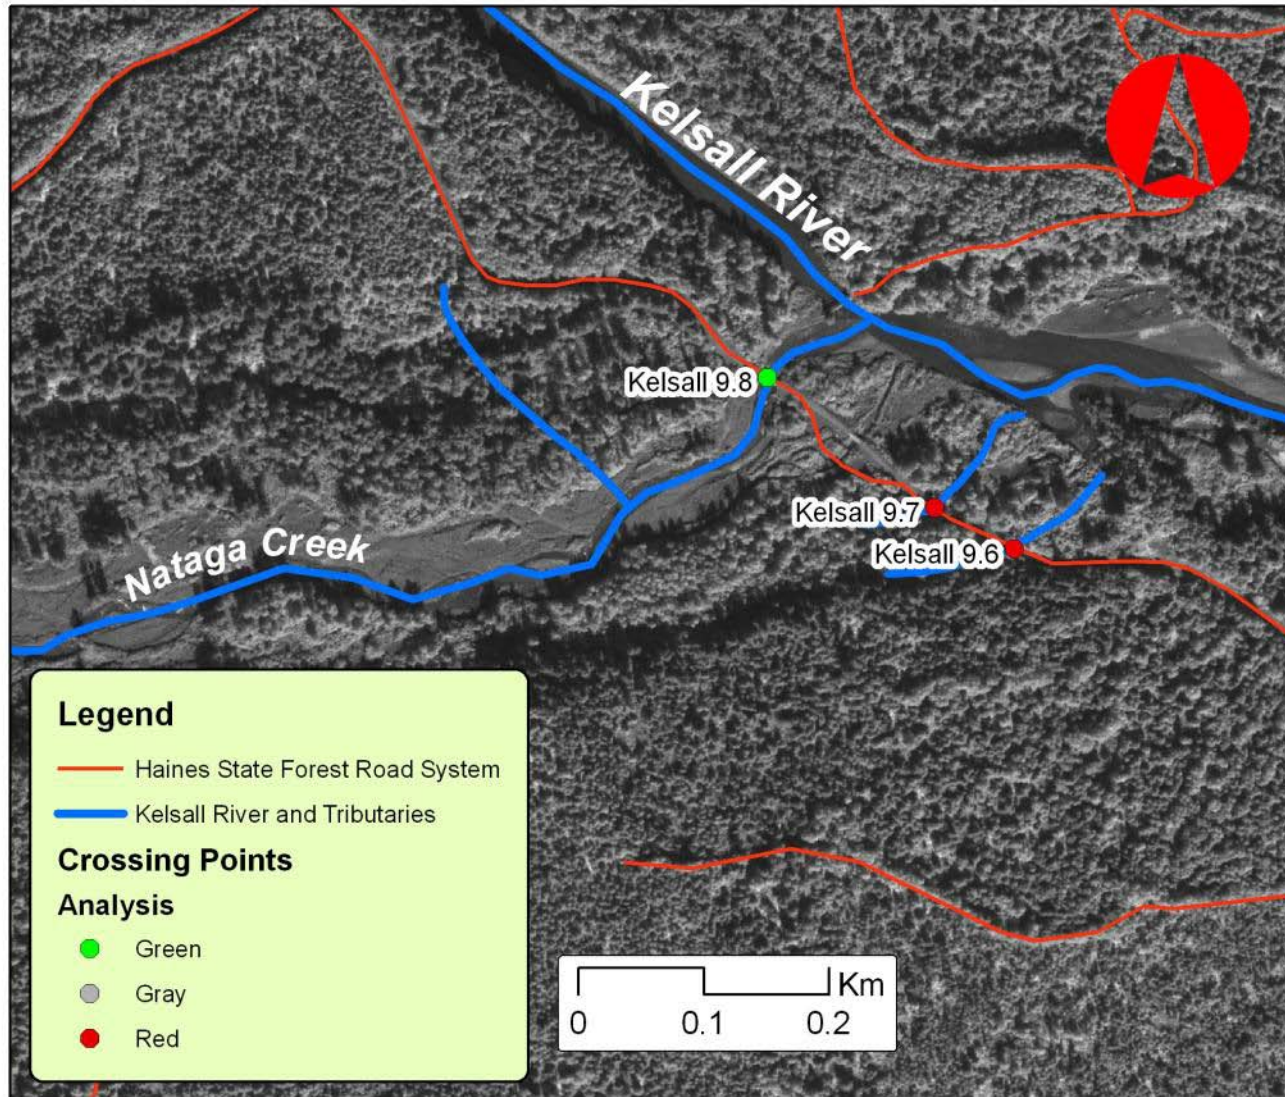 Kelsall River
Kelsall 9.8
Kelsall 9.7
Kelsall 9.6
Nataga Creek
Legend
Haines State Forest Road System
Kelsall River and Tributaries
Crossing Points
Analysis
Green
Gray
Red
Km
0 0.1 0.2